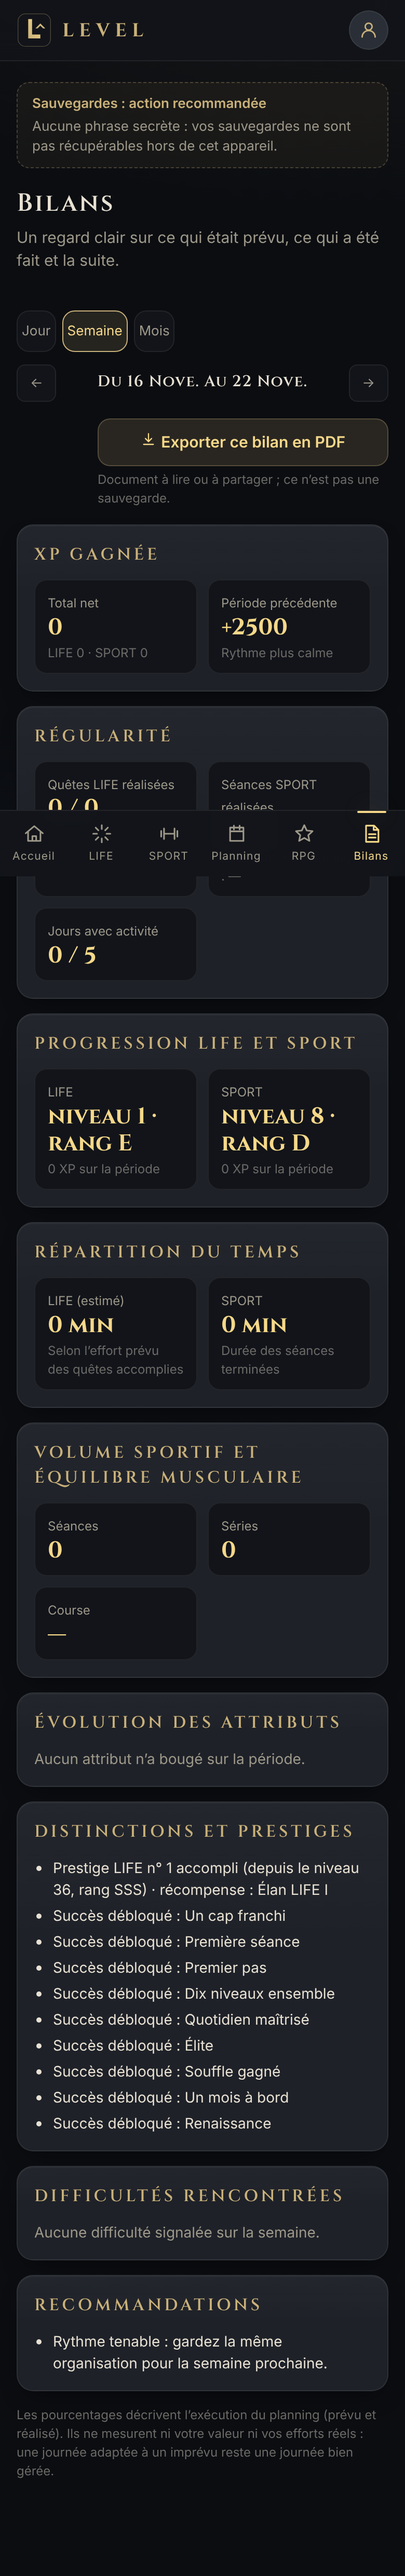 LEVEL
Sauvegardes : action recommandée
Aucune phrase secrète : vos sauvegardes ne sont
pas récupérables hors de cet appareil.
Bilans
Un regard clair sur ce qui était prévu, ce qui a été
fait et la suite.
Jour Semaine Mois
← Du 16 Nove. Au 22 Nove. →
Exporter ce bilan en PDF
Document à lire ou à partager ; ce n’est pas une
sauvegarde.
XP GAGNÉE
Total net
0
LIFE 0 · SPORT 0
Période précédente
+2500
Rythme plus calme
RÉGULARITÉ
Quêtes LIFE réalisées
0 / 0
Séances SPORT
réalisées
Accueil LIFE SPORT Planning RPG Bilans
Jours avec activité
0 / 5
PROGRESSION LIFE ET SPORT
LIFE
NIVEAU 1 ·
RANG E
0 XP sur la période
SPORT
NIVEAU 8 ·
RANG D
0 XP sur la période
RÉPARTITION DU TEMPS
LIFE (estimé)
0 MIN
Selon l’effort prévu
des quêtes accomplies
SPORT
0 MIN
Durée des séances
terminées
VOLUME SPORTIF ET
ÉQUILIBRE MUSCULAIRE
Séances
0
Séries
0
Course
—
ÉVOLUTION DES ATTRIBUTS
Aucun attribut n’a bougé sur la période.
DISTINCTIONS ET PRESTIGES
• Prestige LIFE n° 1 accompli (depuis le niveau
36, rang SSS) · récompense : Élan LIFE I
• Succès débloqué : Un cap franchi
• Succès débloqué : Première séance
• Succès débloqué : Premier pas
• Succès débloqué : Dix niveaux ensemble
• Succès débloqué : Quotidien maîtrisé
• Succès débloqué : Élite
• Succès débloqué : Souffle gagné
• Succès débloqué : Un mois à bord
• Succès débloqué : Renaissance
DIFFICULTÉS RENCONTRÉES
Aucune difficulté signalée sur la semaine.
RECOMMANDATIONS
• Rythme tenable : gardez la même
organisation pour la semaine prochaine.
Les pourcentages décrivent l’exécution du planning (prévu et
réalisé). Ils ne mesurent ni votre valeur ni vos efforts réels :
une journée adaptée à un imprévu reste une journée bien
gérée.